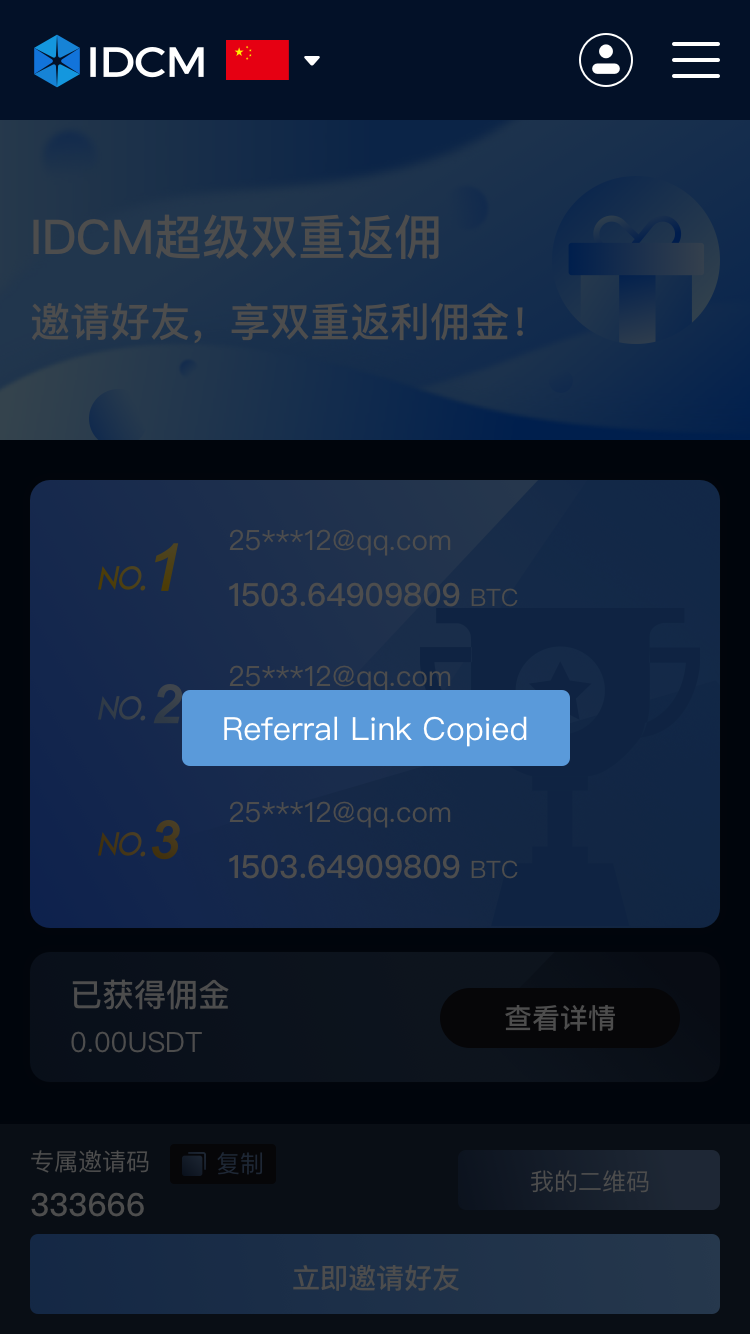 IDCM
IDCM超级双重返佣
邀请好友，享双重返利佣金！
NO.1
25***12@qq.com
1503.64909809 BTC
NO.2
25***12@qq.com
Referral Link Copied
NO.3
25***12@qq.com
1503.64909809 BTC
已获得佣金
0.00USDT
查看详情
专属邀请码
复制
333666
我的二维码
立即邀请好友